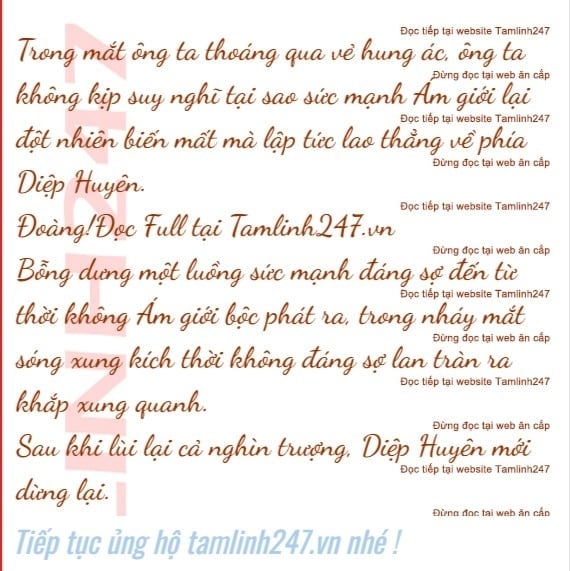 Đọc tiếp tại website Tamlinh247
Trong mắt ông ta thoáng qua vẻ hung ác, ông ta
Đừng đọc tại web ăn cắp
không kịp suy nghĩ tại sao sức mạnh Ám giới lại
Đọc tiếp tại website Tamlinh247
đột nhiên biến mất mà lập tức lao thẳng về phía
Đừng đọc tại web ăn cắp
Diệp Huyên.
Đọc tiếp tại website Tamlinh247
Đoàng!Đọc Full tại Tamlinh247.vn
Đừng đọc tại web ăn cắp
Bỗng dưng một luồng sức mạnh đáng sợ đến từ
Đọc tiếp tại website Tamlinh247
thời không Ám giới bộc phát ra, trong nháy mắt
Đừng đọc tại web ăn cắp
sóng xung kích thời không đáng sợ lan tràn ra
Đọc tiếp tại website Tamlinh247
khắp xung quanh.
Đừng đọc tại web ăn cắp
Sau khi lùi lại cả nghìn trượng, Diệp Huyên mới
Đọc tiếp tại website Tamlinh247
dừng lại.
Đừng đọc tại web ăn cắp
INH247
Tiếp tục ủng hộ tamlinh247.vn nhé !